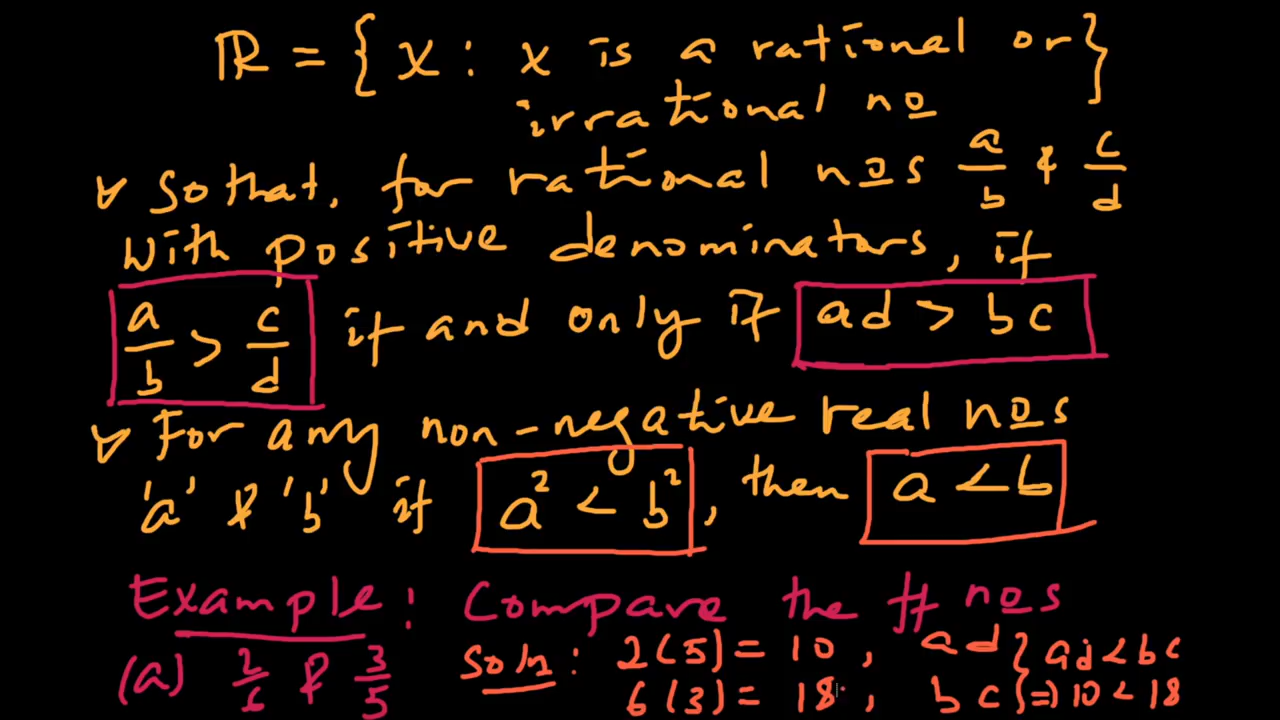 ℝ = { x : x is a rational or }
irrational no
∀ So that, for rational nos a/b & c/d
with positive denominators, if
a/b > c/d if and only if ad > bc
∀ For any non-negative real nos
'a' & 'b' if a² < b², then a < b
Example: Compare the ff nos
(a) 2/6 & 3/5 Soln: 2(5) = 10, ad } ad < bc
6(3) = 18, bc } ⇒ 10 < 18